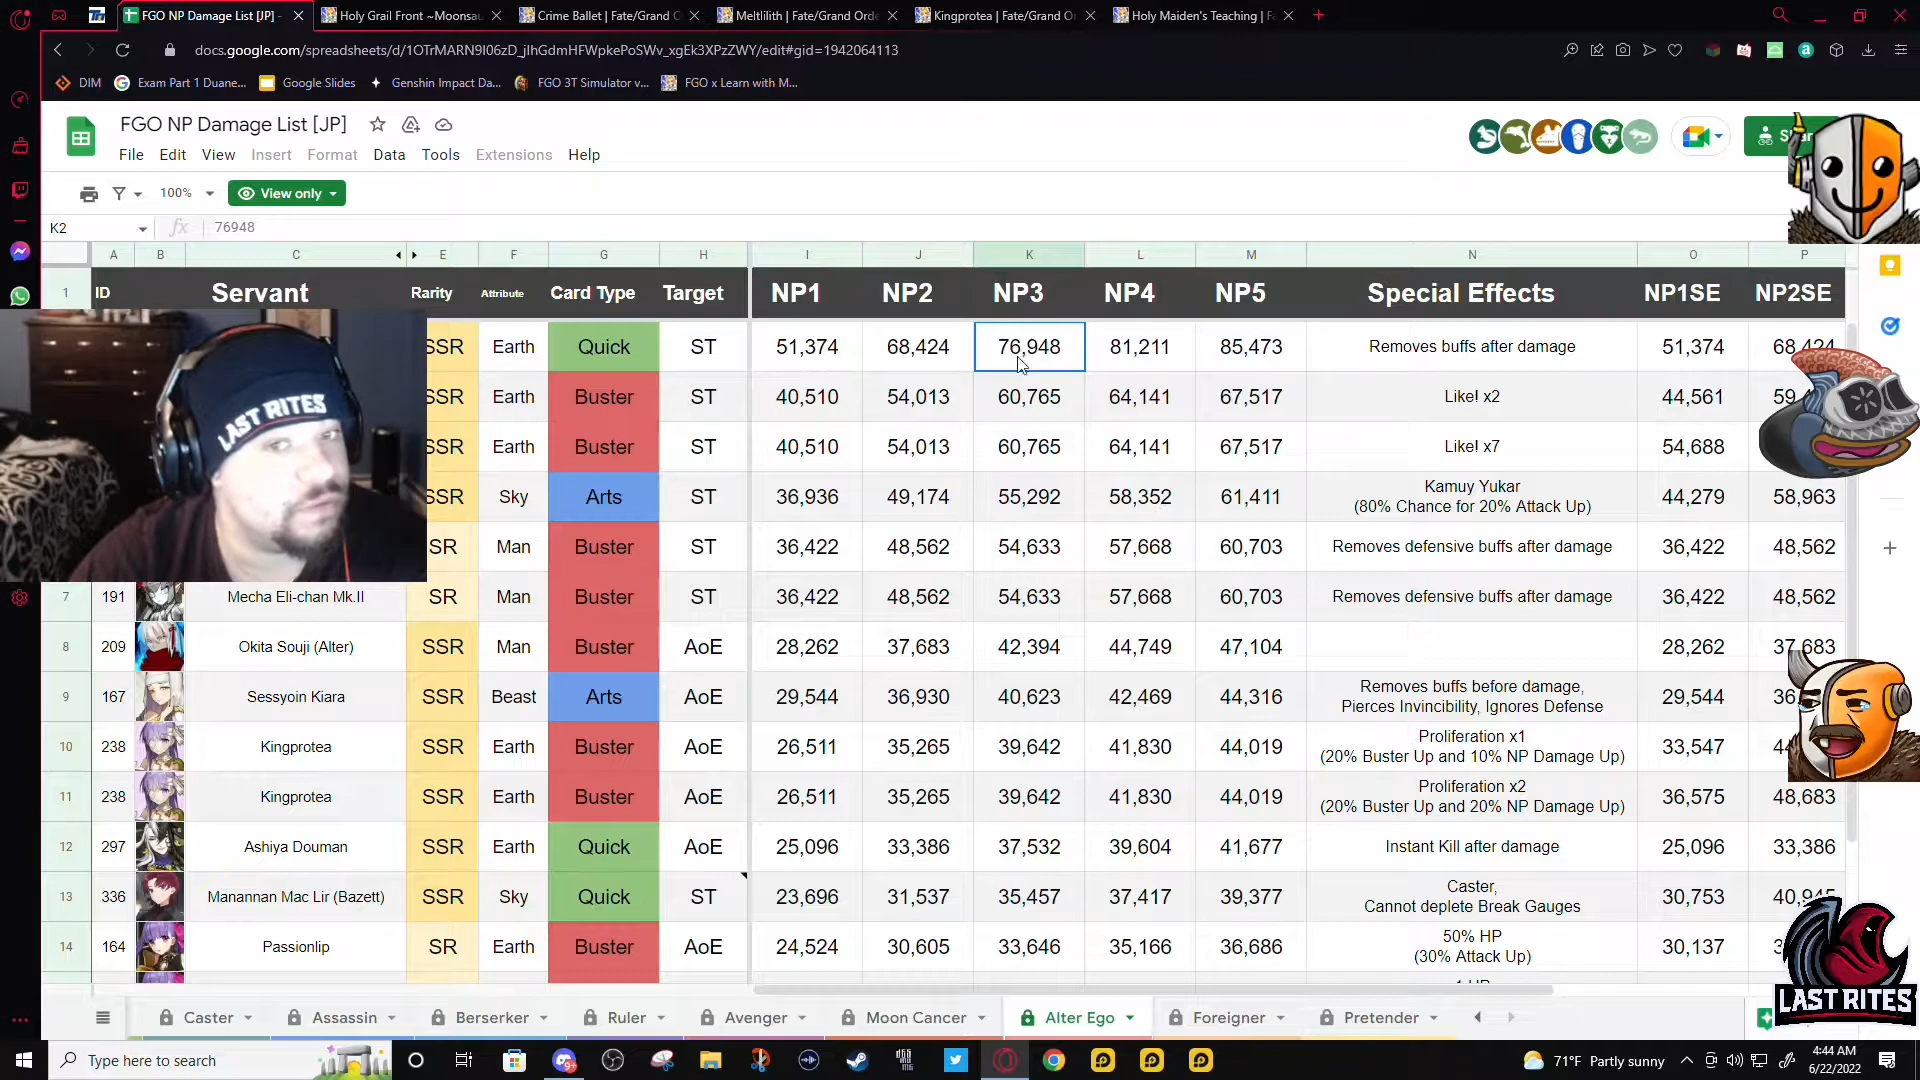 FGO NP Damage List [JP] -
Holy Grail Front ~Moonsau
Crime Ballet | Fate/Grand O
Meltlilith | Fate/Grand Orde
Kingprotea | Fate/Grand Or
Holy Maiden's Teaching | F
docs.google.com/spreadsheets/d/1OTrMARN9I06zD_jlhGdmHFWpkePoSWv_xgEk3XPzZWY/edit#gid=1942064113
DIM
Exam Part 1 Duane...
Google Slides
Genshin Impact Da...
FGO 3T Simulator v...
FGO x Learn with M...
FGO NP Damage List [JP]
File Edit View Insert Format Data Tools Extensions Help
100% View only
K2 fx 76948
A B C E F G H I J K L M N O P
1 ID Servant Rarity Attribute Card Type Target NP1 NP2 NP3 NP4 NP5 Special Effects NP1SE NP2SE
SSR Earth Quick ST 51,374 68,424 76,948 81,211 85,473 Removes buffs after damage 51,374 68,424
SSR Earth Buster ST 40,510 54,013 60,765 64,141 67,517 Like! x2 44,561
SSR Earth Buster ST 40,510 54,013 60,765 64,141 67,517 Like! x7 54,688
SSR Sky Arts ST 36,936 49,174 55,292 58,352 61,411 Kamuy Yukar
(80% Chance for 20% Attack Up) 44,279 58,963
SR Man Buster ST 36,422 48,562 54,633 57,668 60,703 Removes defensive buffs after damage 36,422 48,562
7 191 Mecha Eli-chan Mk.II SR Man Buster ST 36,422 48,562 54,633 57,668 60,703 Removes defensive buffs after damage 36,422 48,562
8 209 Okita Souji (Alter) SSR Man Buster AoE 28,262 37,683 42,394 44,749 47,104 28,262 37,683
9 167 Sessyoin Kiara SSR Beast Arts AoE 29,544 36,930 40,623 42,469 44,316 Removes buffs before damage,
Pierces Invincibility, Ignores Defense 29,544
10 238 Kingprotea SSR Earth Buster AoE 26,511 35,265 39,642 41,830 44,019 Proliferation x1
(20% Buster Up and 10% NP Damage Up) 33,547
11 238 Kingprotea SSR Earth Buster AoE 26,511 35,265 39,642 41,830 44,019 Proliferation x2
(20% Buster Up and 20% NP Damage Up) 36,575 48,683
12 297 Ashiya Douman SSR Earth Quick AoE 25,096 33,386 37,532 39,604 41,677 Instant Kill after damage 25,096 33,386
13 336 Manannan Mac Lir (Bazett) SSR Sky Quick ST 23,696 31,537 35,457 37,417 39,377 Caster,
Cannot deplete Break Gauges 30,753 40,945
14 164 Passionlip SR Earth Buster AoE 24,524 30,605 33,646 35,166 36,686 50% HP
(30% Attack Up) 30,137
LAST RITES
LAST RITES
Caster Assassin Berserker Ruler Avenger Moon Cancer Alter Ego Foreigner Pretender
Type here to search
71°F Partly sunny
4:44 AM
6/22/2022